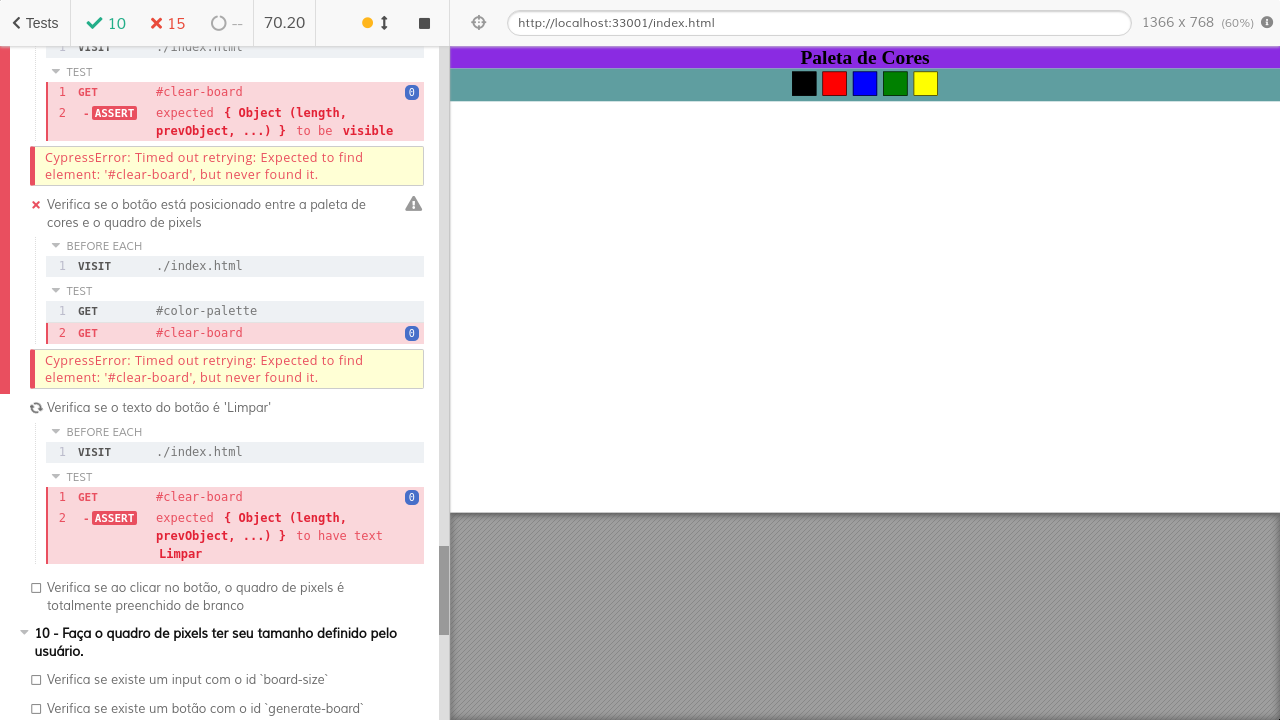 Tests 10 15 -- 70.20 http://localhost:33001/index.html 1366 x 768 (60%)
1 VISIT ./index.html
TEST
1 GET #clear-board 0
2 - ASSERT expected { Object (length,
prevObject, ...) } to be visible
CypressError: Timed out retrying: Expected to find
element: '#clear-board', but never found it.
Verifica se o botão está posicionado entre a paleta de
cores e o quadro de pixels
BEFORE EACH
1 VISIT ./index.html
TEST
1 GET #color-palette
2 GET #clear-board 0
CypressError: Timed out retrying: Expected to find
element: '#clear-board', but never found it.
Verifica se o texto do botão é 'Limpar'
BEFORE EACH
1 VISIT ./index.html
TEST
1 GET #clear-board 0
2 - ASSERT expected { Object (length,
prevObject, ...) } to have text
Limpar
Verifica se ao clicar no botão, o quadro de pixels é
totalmente preenchido de branco
10 - Faça o quadro de pixels ter seu tamanho definido pelo
usuário.
Verifica se existe um input com o id `board-size`
Verifica se existe um botão com o id `generate-board`
Paleta de Cores